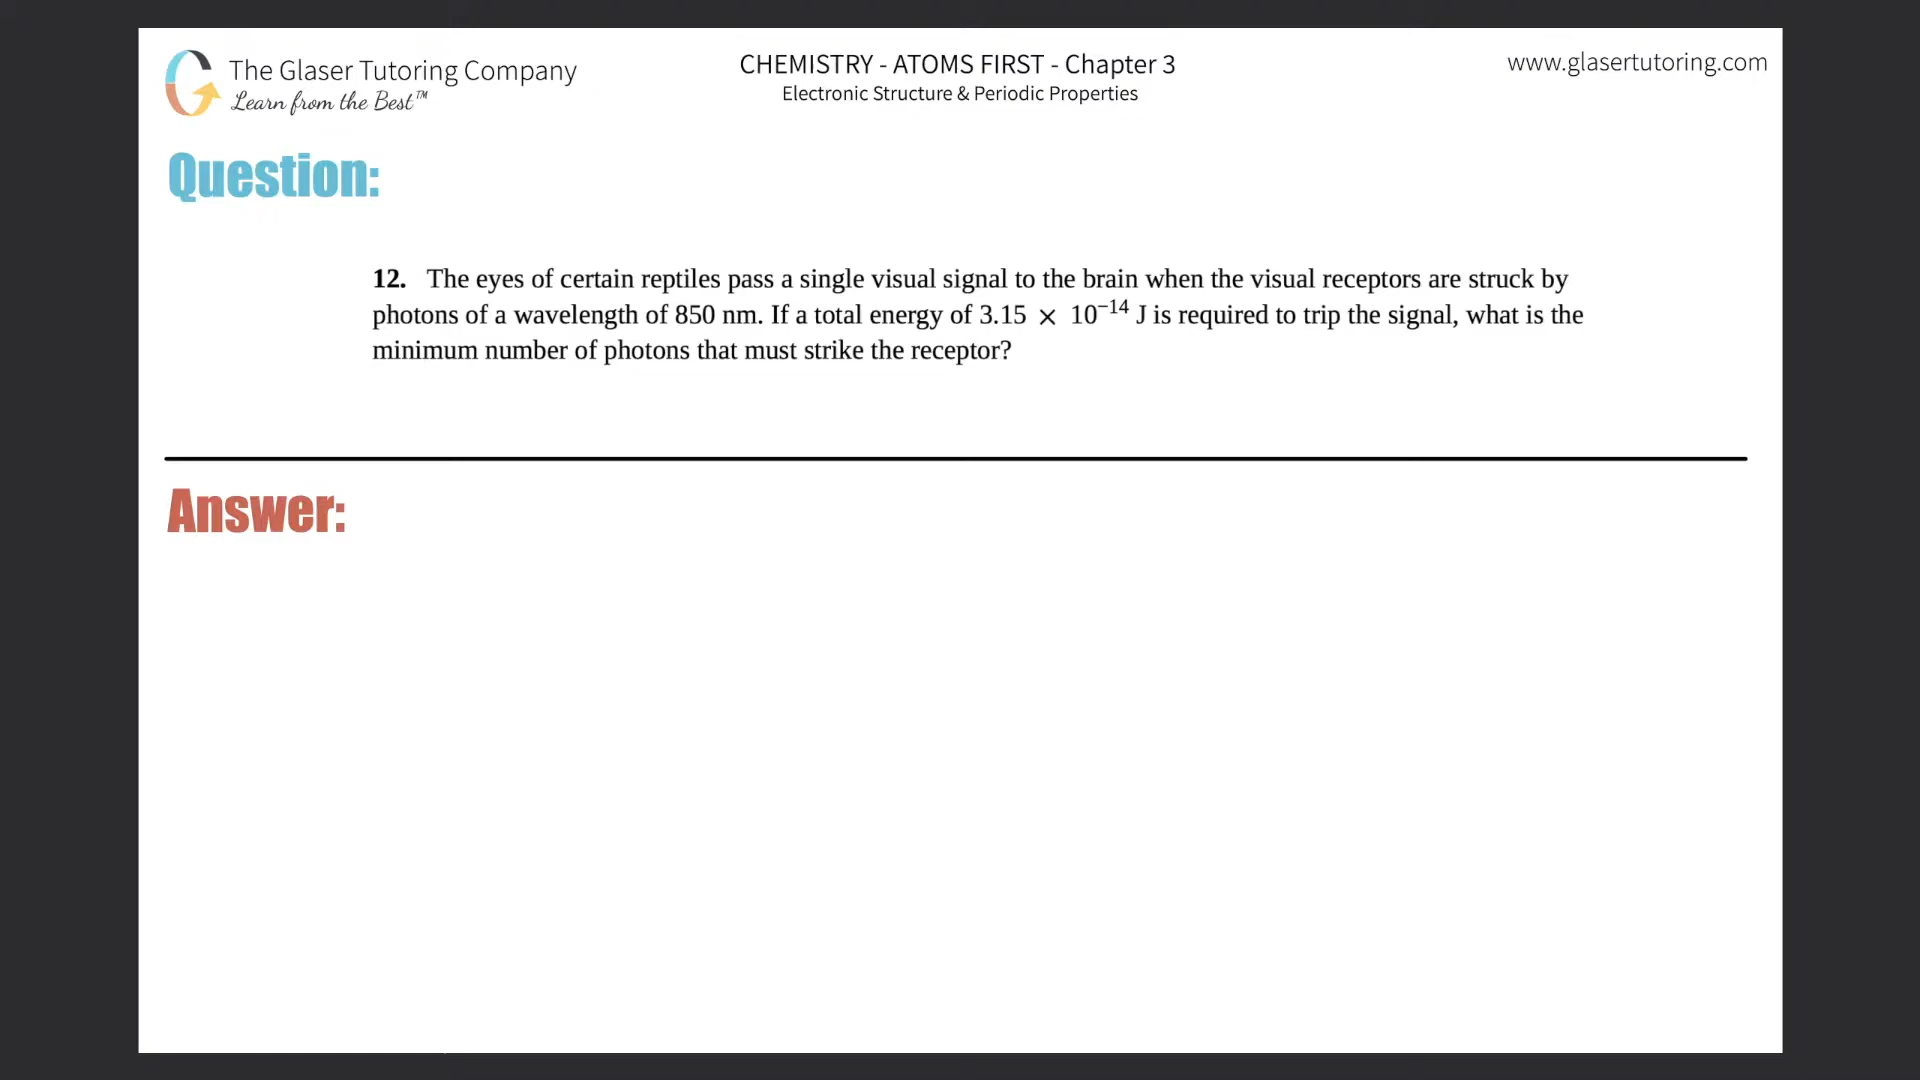 The Glaser Tutoring Company
Learn from the Best™
CHEMISTRY - ATOMS FIRST - Chapter 3
Electronic Structure & Periodic Properties
www.glasertutoring.com
Question:
12. The eyes of certain reptiles pass a single visual signal to the brain when the visual receptors are struck by
photons of a wavelength of 850 nm. If a total energy of 3.15 × 10⁻¹⁴ J is required to trip the signal, what is the
minimum number of photons that must strike the receptor?
Answer: